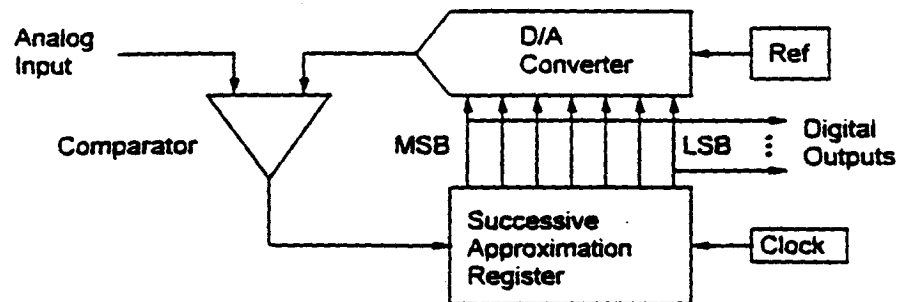 Analog
Input
D/A
Converter
Ref
Comparator
MSB
LSB
Digital
Outputs
Successive
Approximation
Register
Clock